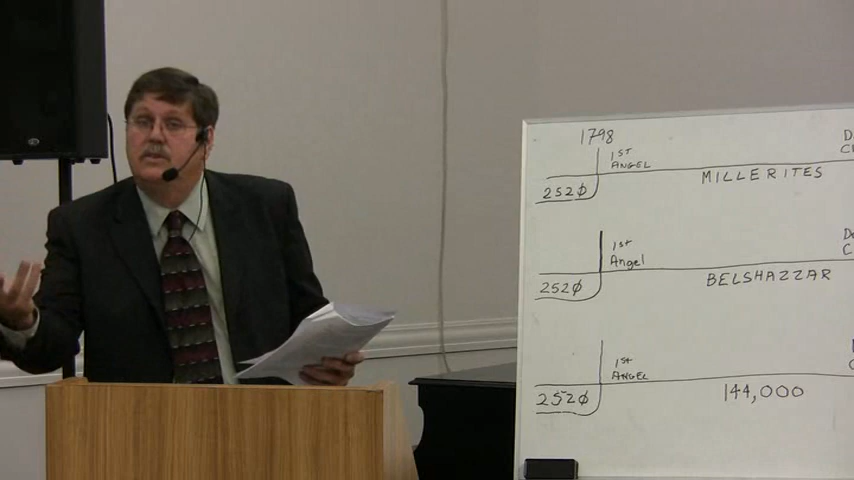 1798
1ST
ANGEL
MILLERITES
2520
1st
Angel
BELSHAZZAR
2520
1ST
ANGEL
144,000
2520